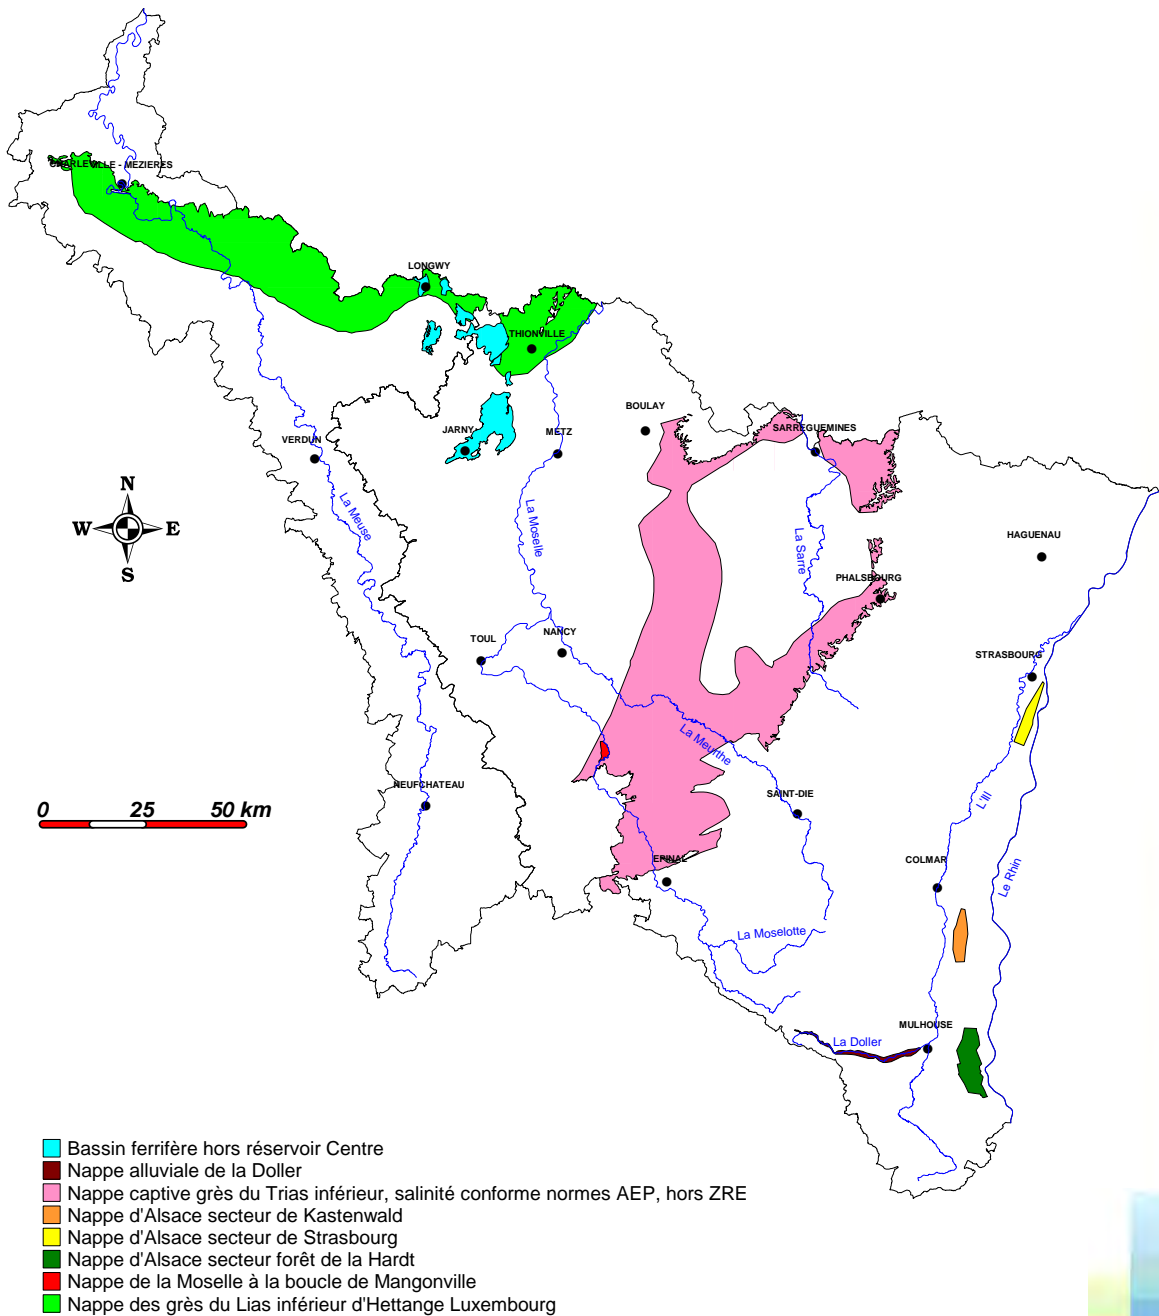 CHARLEVILLE - MEZIERES
LONGWY
THIONVILLE
BOULAY
SARREGUEMINES
JARNY
METZ
VERDUN
N
W E
S
La Meuse
La Moselle
La Sarre
HAGUENAU
PHALSBOURG
TOUL
NANCY
STRASBOURG
La Meurthe
NEUFCHATEAU
SAINT-DIE
L'Ill
0 25 50 km
EPINAL
COLMAR
Le Rhin
La Moselotte
MULHOUSE
La Doller
Bassin ferrifère hors réservoir Centre
Nappe alluviale de la Doller
Nappe captive grès du Trias inférieur, salinité conforme normes AEP, hors ZRE
Nappe d'Alsace secteur de Kastenwald
Nappe d'Alsace secteur de Strasbourg
Nappe d'Alsace secteur forêt de la Hardt
Nappe de la Moselle à la boucle de Mangonville
Nappe des grès du Lias inférieur d'Hettange Luxembourg